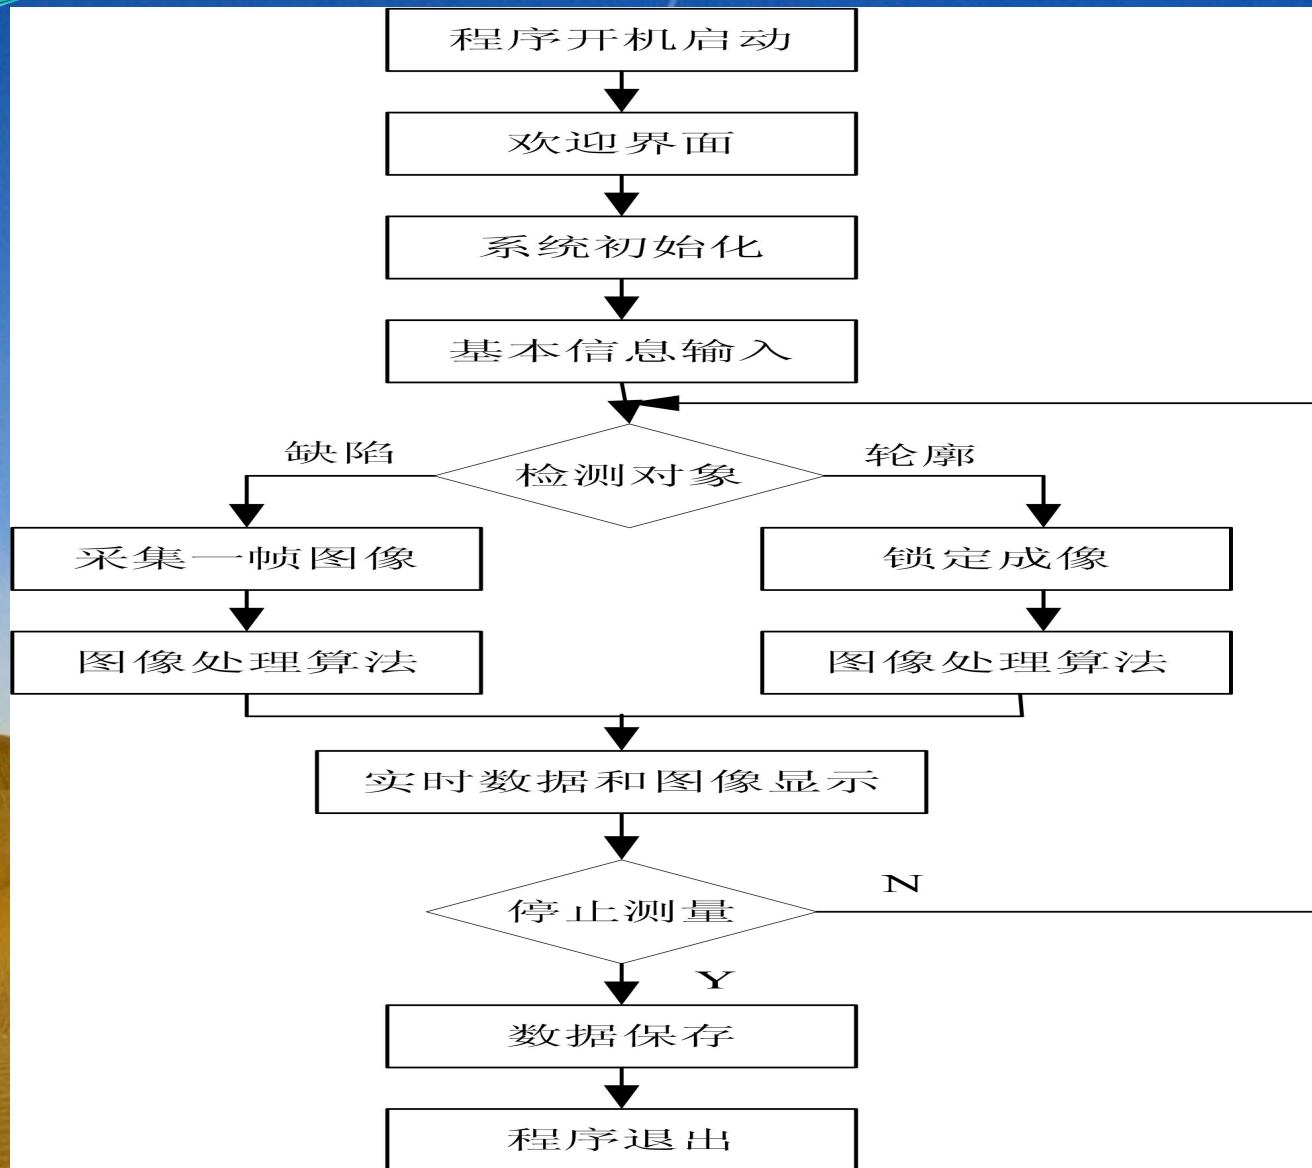 程序开机启动
欢迎界面
系统初始化
基本信息输入
缺陷
检测对象
轮廓
采集一帧图像
锁定成像
图像处理算法
图像处理算法
实时数据和图像显示
停止测量
N
Y
数据保存
程序退出